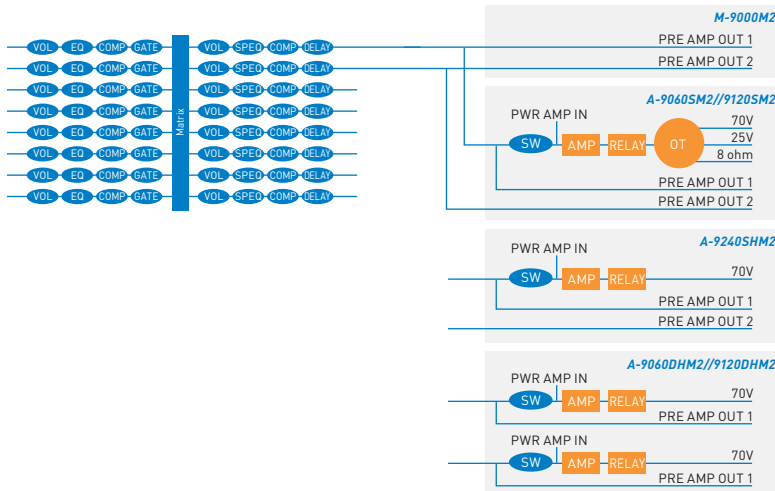 M-9000M2
PRE AMP OUT 1
PRE AMP OUT 2
VOL EQ COMP GATE VOL SPEQ COMP DELAY
VOL EQ COMP GATE VOL SPEQ COMP DELAY
VOL EQ COMP GATE VOL SPEQ COMP DELAY
VOL EQ COMP GATE VOL SPEQ COMP DELAY
Matrix
VOL EQ COMP GATE VOL SPEQ COMP DELAY
VOL EQ COMP GATE VOL SPEQ COMP DELAY
VOL EQ COMP GATE VOL SPEQ COMP DELAY
VOL EQ COMP GATE VOL SPEQ COMP DELAY
A-9060SM2//9120SM2
PWR AMP IN
SW AMP RELAY OT
70V
25V
8 ohm
PRE AMP OUT 1
PRE AMP OUT 2
A-9240SHM2
PWR AMP IN
SW AMP RELAY 70V
PRE AMP OUT 1
PRE AMP OUT 2
A-9060DHM2//9120DHM2
PWR AMP IN
SW AMP RELAY 70V
PRE AMP OUT 1
PWR AMP IN
SW AMP RELAY 70V
PRE AMP OUT 1